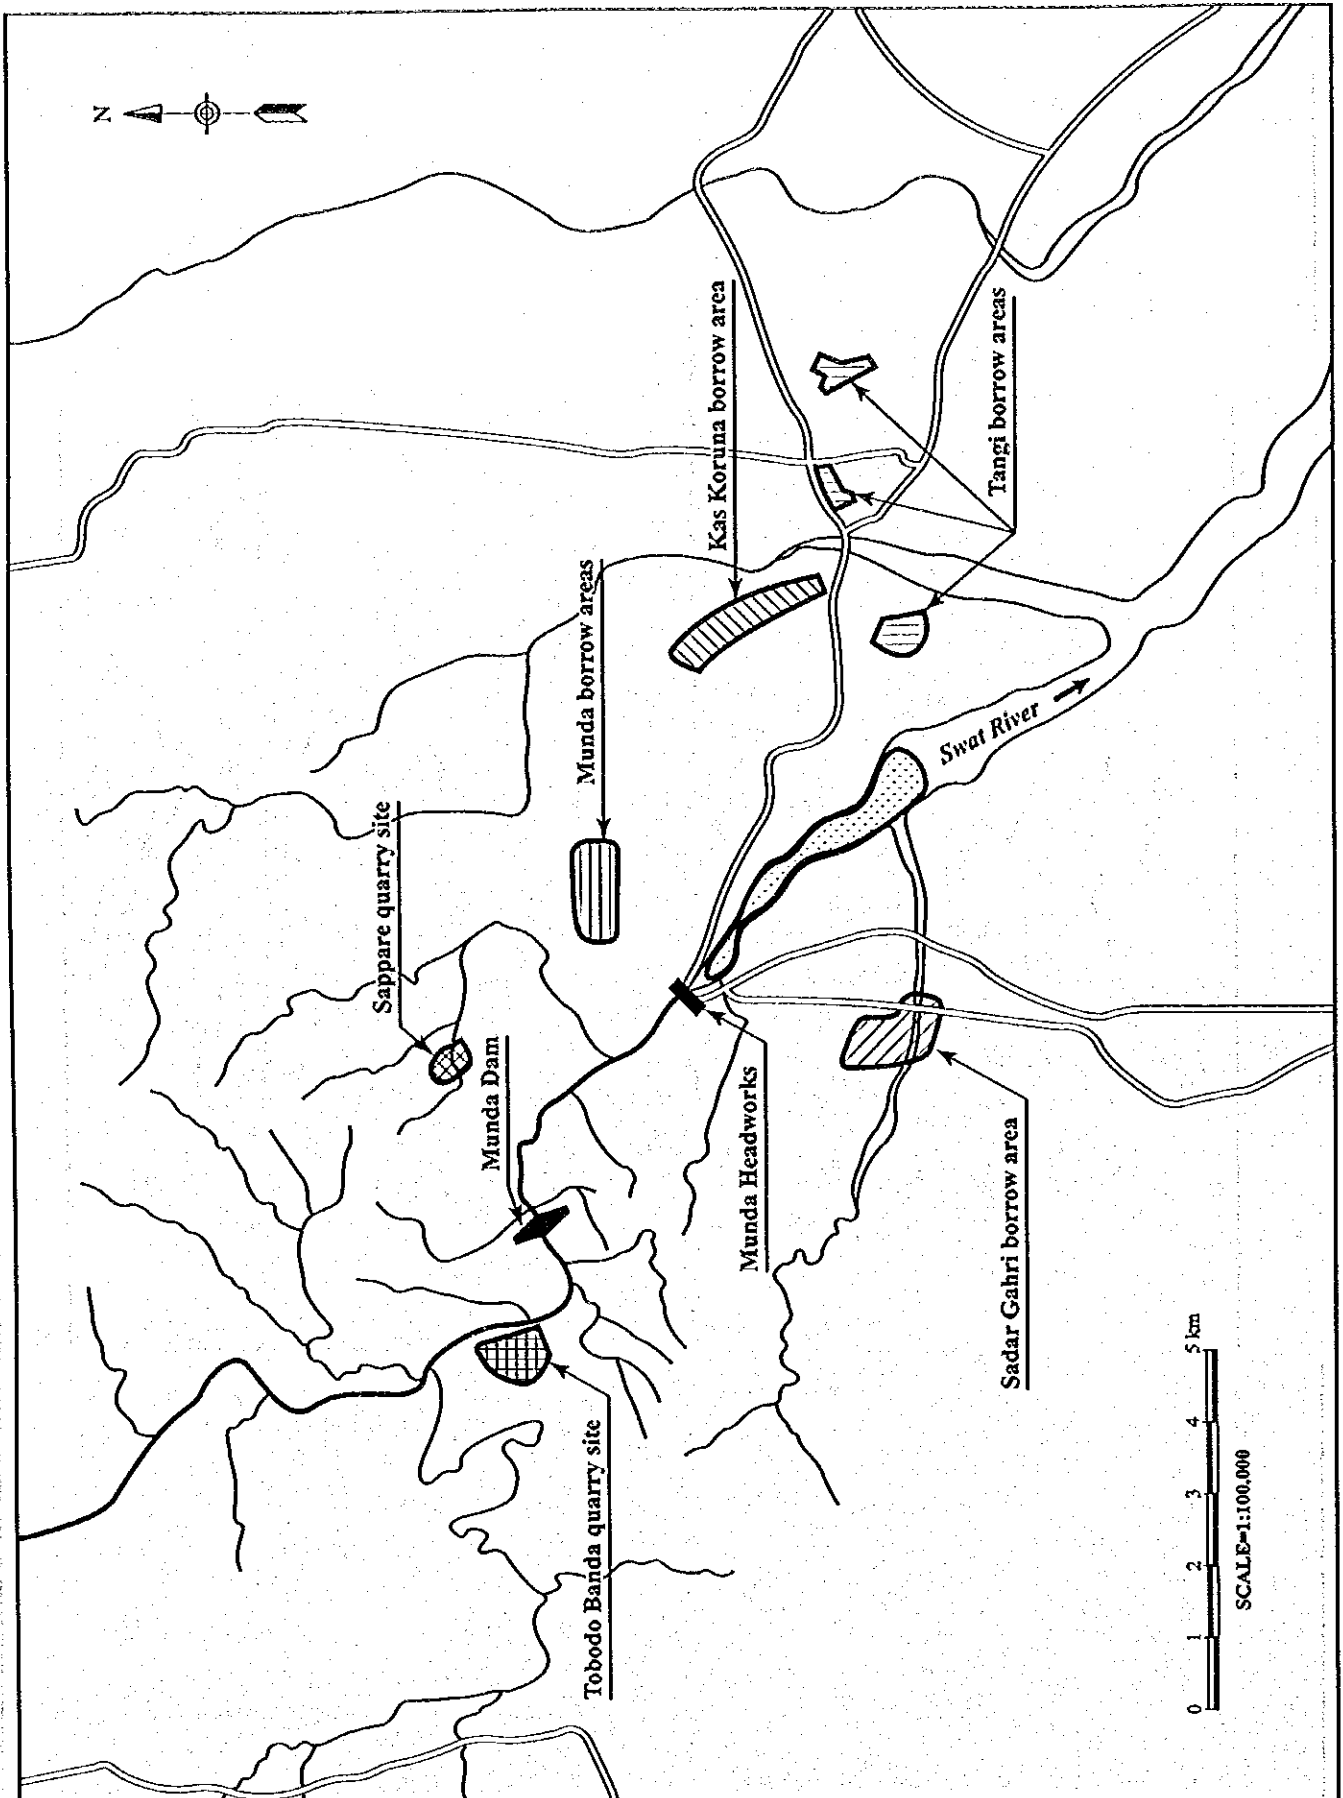 N
Sappare quarry site
Munda Dam
Munda borrow areas
Kas Koruna borrow area
Tobodo Banda quarry site
Munda Headworks
Swat River
Tangi borrow areas
Sadar Gahri borrow area
0 1 2 3 4 5 km
SCALE=1:100,000